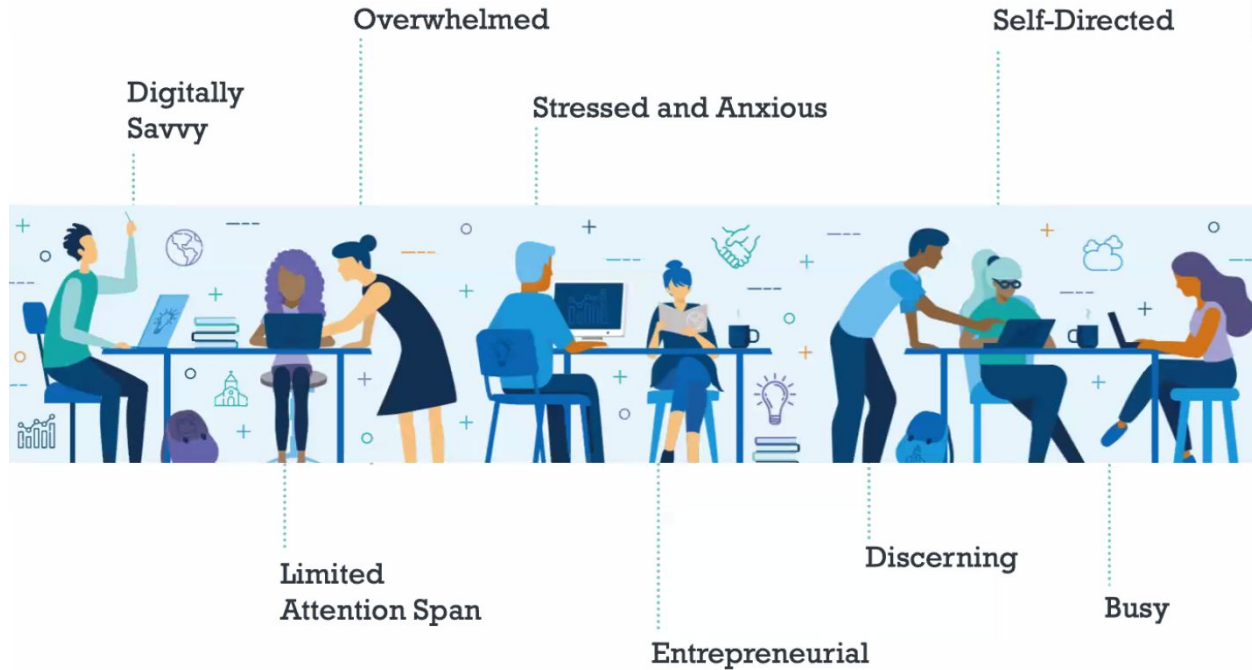 Overwhelmed
Self-Directed
Digitally
Savvy
Stressed and Anxious
Limited
Attention Span
Discerning
Busy
Entrepreneurial